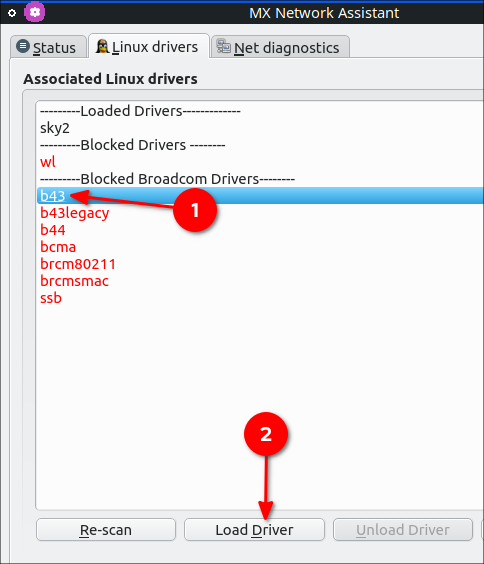 MX Network Assistant
Status
Linux drivers
Net diagnostics
Associated Linux drivers
---------Loaded Drivers-------------
sky2
---------Blocked Drivers --------
wl
---------Blocked Broadcom Drivers--------
b43
1
b43legacy
b44
bcma
brcm80211
brcmsmac
ssb
2
Re-scan
Load Driver
Unload Driver